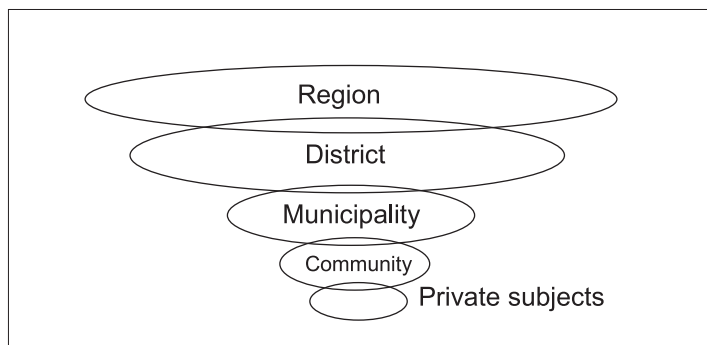 Region
District
Municipality
Community
Private subjects